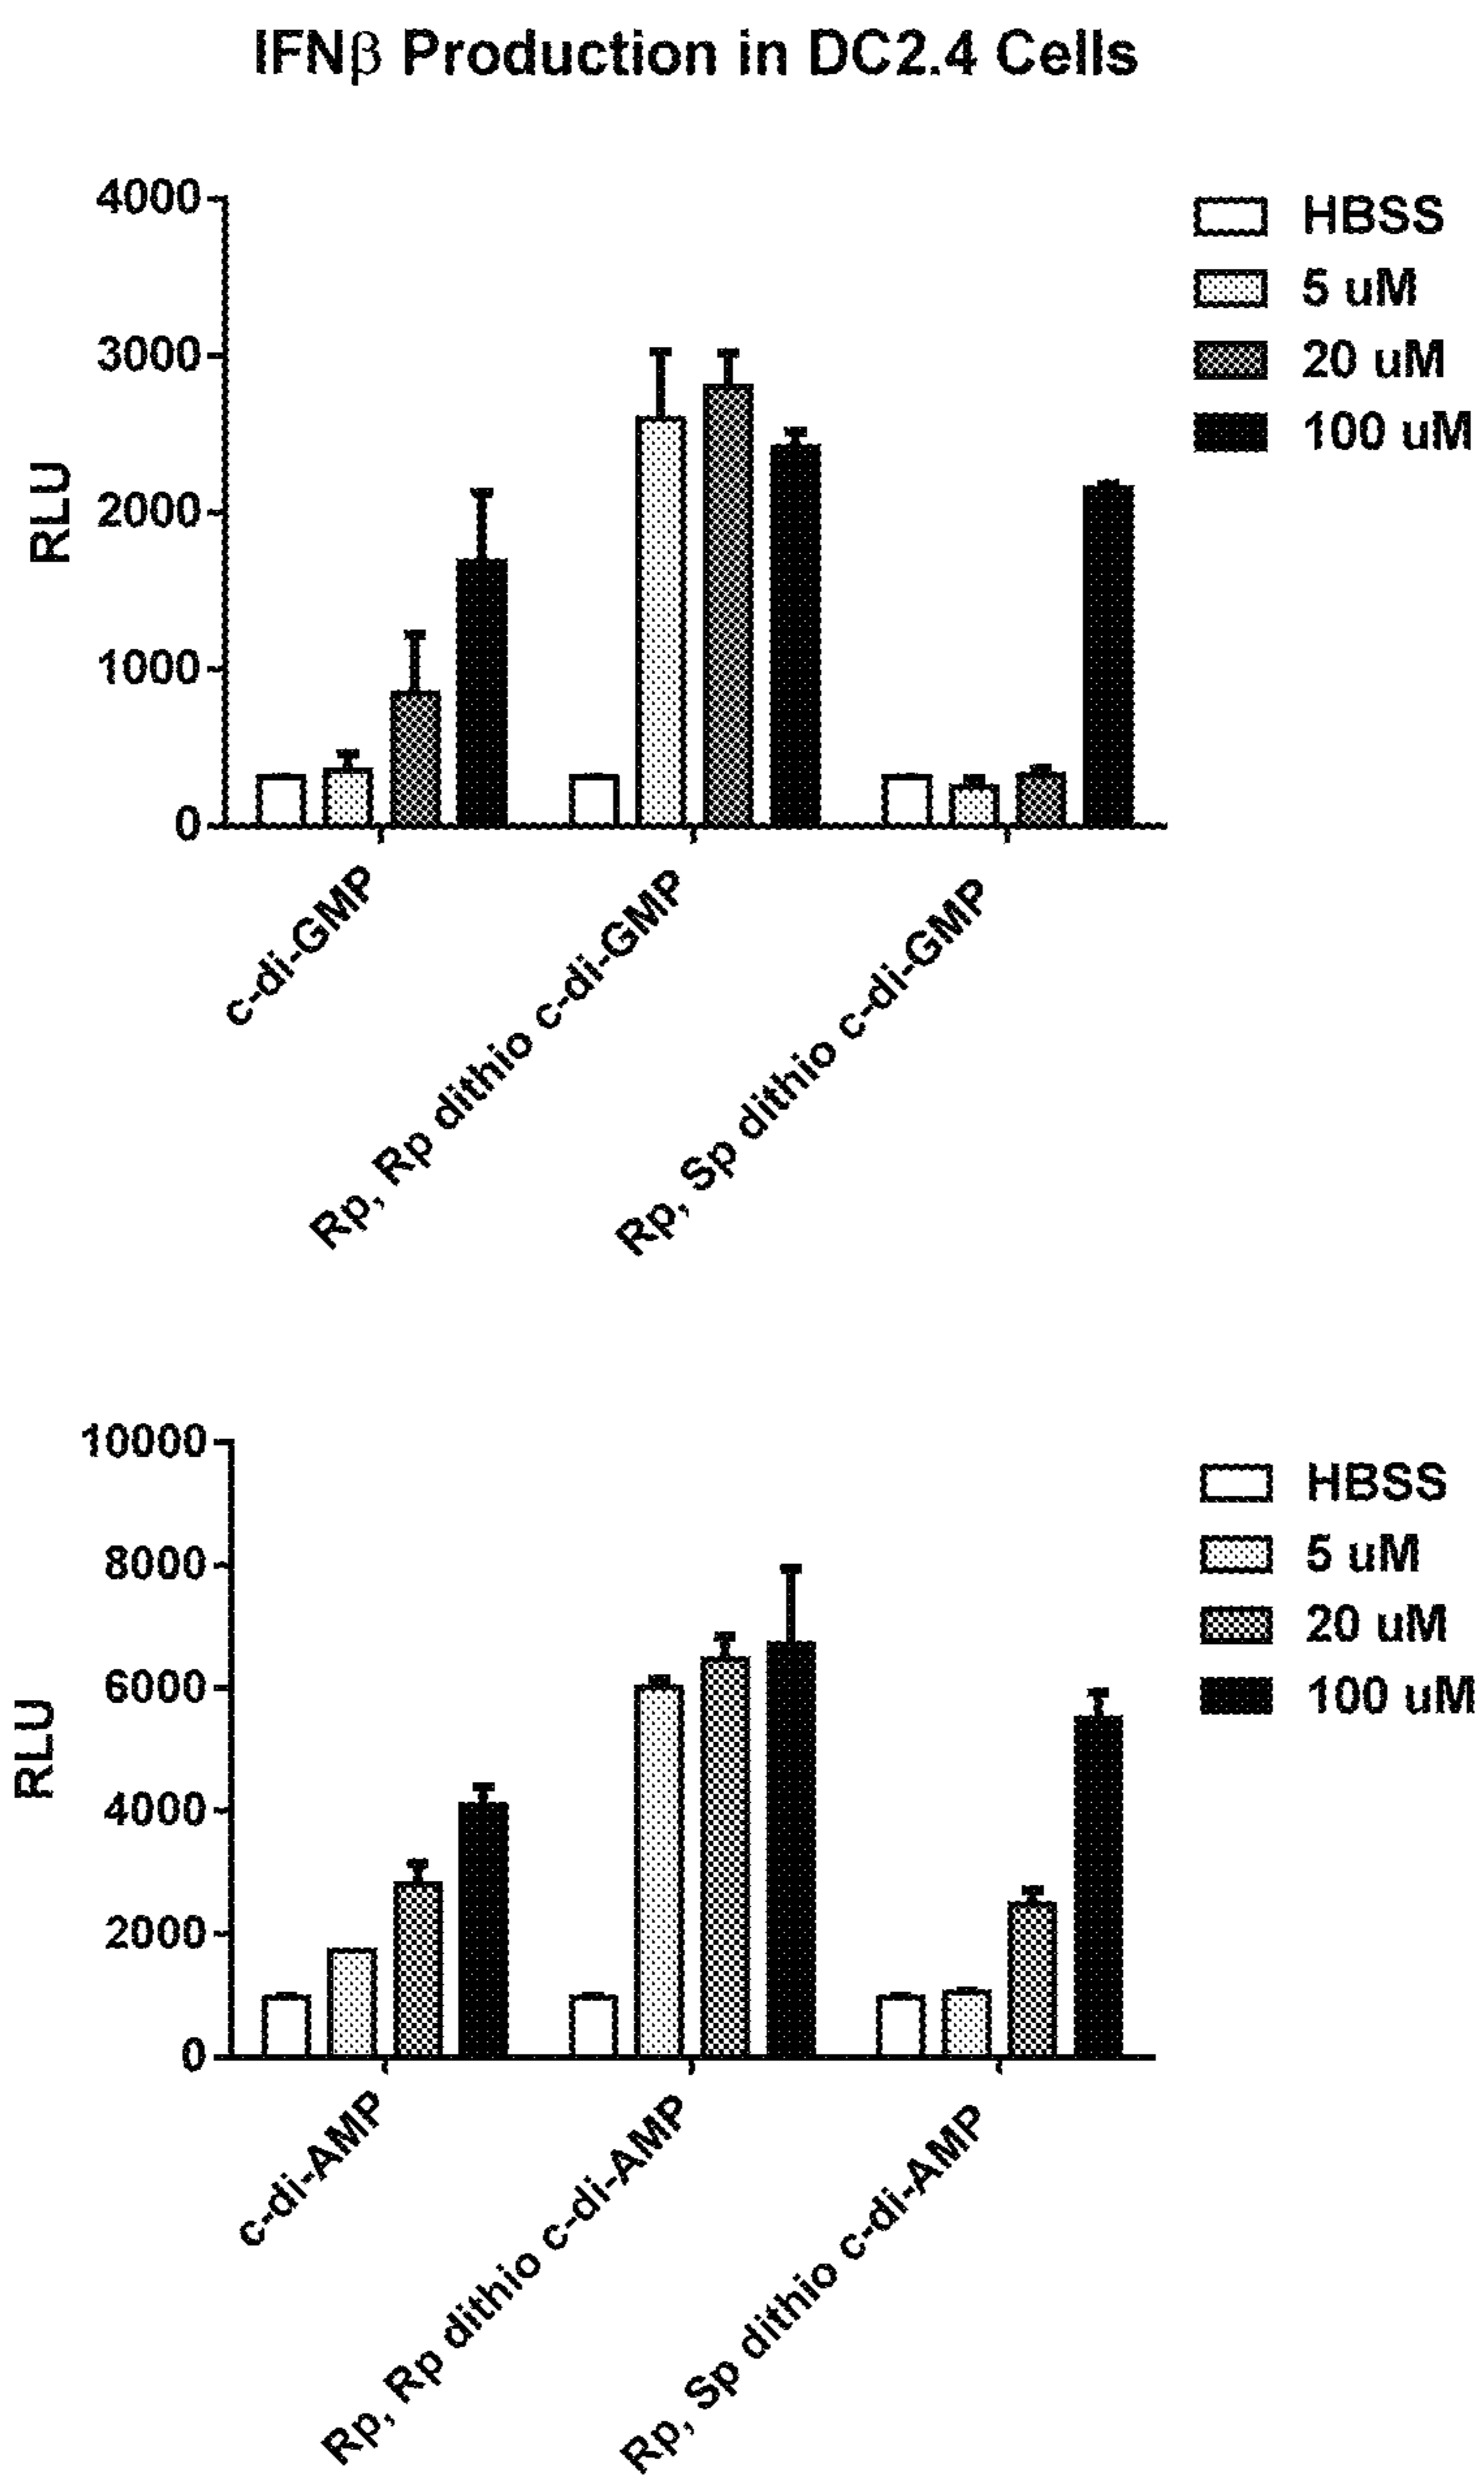 IFNβ Production in DC2.4 Cells
4000
3000
2000
1000
0
RLU
HBSS
5 uM
20 uM
100 uM
c-di-GMP
Rp, Rp dithio c-di-GMP
Rp, Sp dithio c-di-GMP
10000
8000
6000
4000
2000
0
RLU
HBSS
5 uM
20 uM
100 uM
c-di-AMP
Rp, Rp dithio c-di-AMP
Rp, Sp dithio c-di-AMP